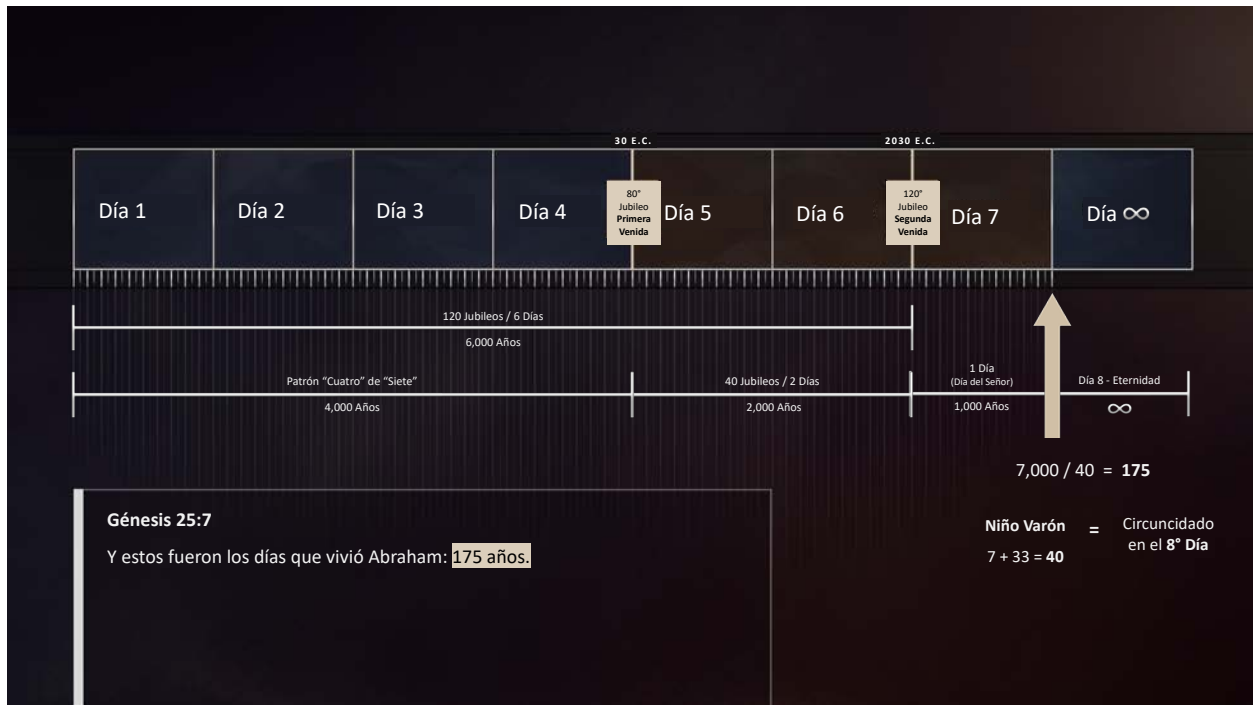 30 E.C.
2030 E.C.
Día 1
Día 2
Día 3
Día 4
80°
Jubileo
Primera
Venida
Día 5
Día 6
120°
Jubileo
Segunda
Venida
Día 7
Día ∞
120 Jubileos / 6 Días
6,000 Años
Patrón “Cuatro” de “Siete”
4,000 Años
40 Jubileos / 2 Días
2,000 Años
1 Día
(Día del Señor)
1,000 Años
Día 8 - Eternidad
∞
7,000 / 40 = 175
Niño Varón
7 + 33 = 40
=
Circuncidado
en el 8° Día
Génesis 25:7
Y estos fueron los días que vivió Abraham: 175 años.